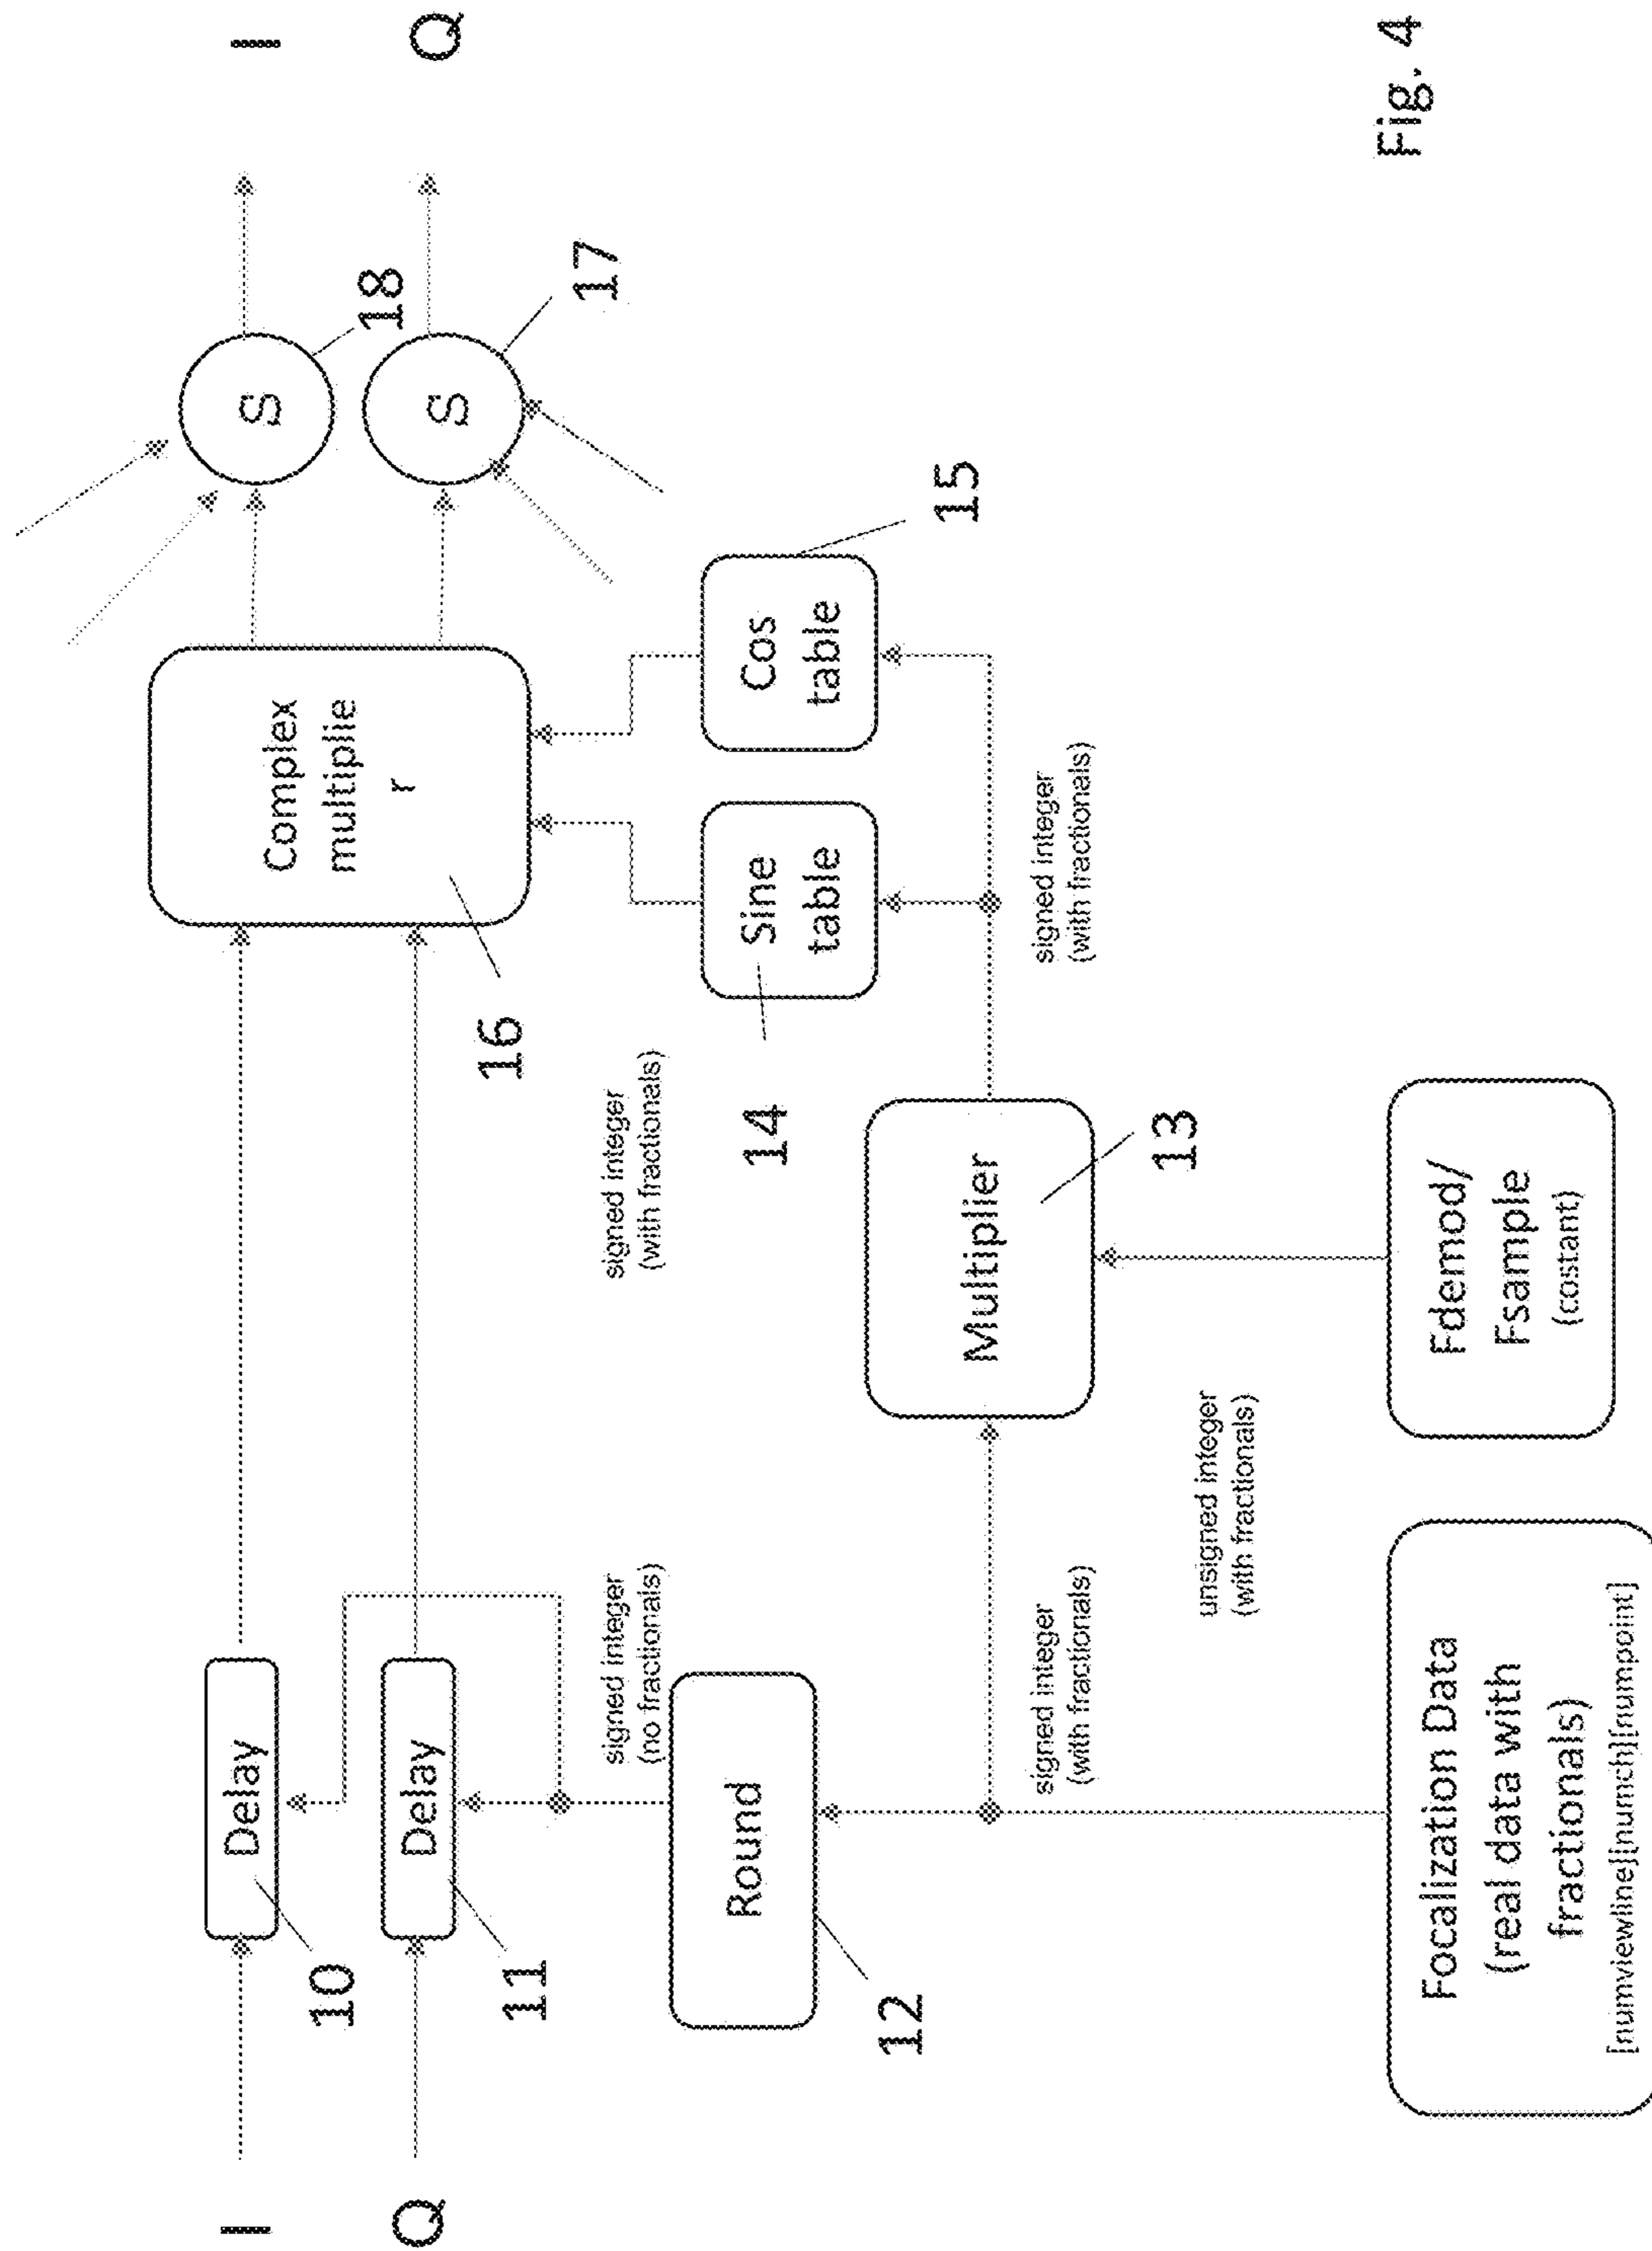 I
Q
Delay
10
Delay
11
Round
12
signed integer
(no fractionals)
signed integer
(with fractionals)
Focalization Data
(real data with
fractionals)
[numviewline][numch][numpoint]
unsigned integer
(with fractionals)
Fdemod/
Fsample
(costant)
Multiplier
13
signed integer
(with fractionals)
signed integer
(with fractionals)
Sine
table
14
Cos
table
15
Complex
multiplie
r
16
S
18
S
17
I
Q
Fig. 4